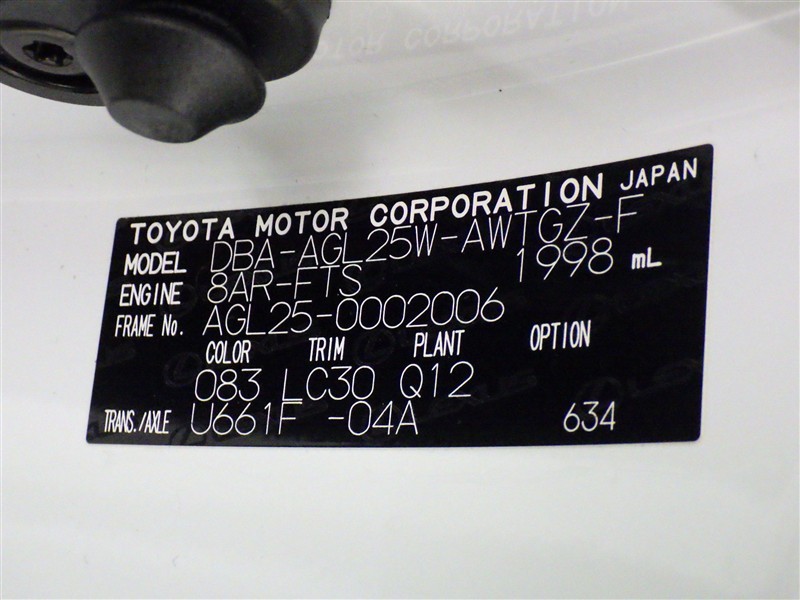 TOYOTA MOTOR CORPORATION JAPAN
MODEL DBA-AGL25W-AWTGZ-F
ENGINE 8AR-FTS 1998 mL
FRAME No. AGL25-0002006
COLOR TRIM PLANT OPTION
083 LC30 Q12
TRANS./AXLE U661F -04A 634